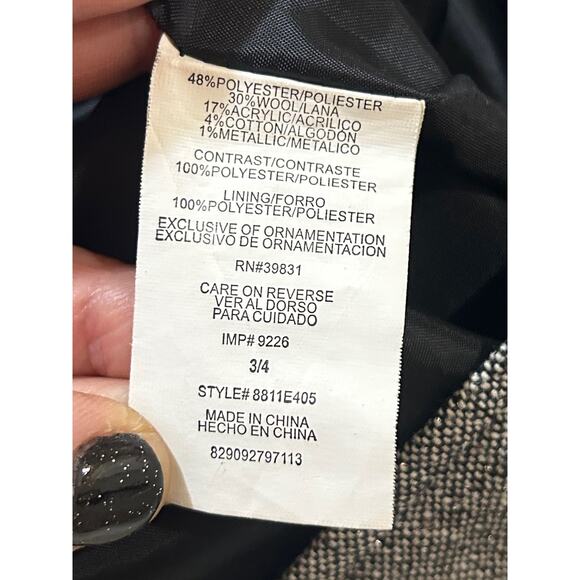 48%POLYESTER/POLIESTER
30%WOOL/LANA
17%ACRYLIC/ACRILICO
4%COTTON/ALGODON
1%METALLIC/METALICO
CONTRAST/CONTRASTE
100%POLYESTER/POLIESTER
LINING/FORRO
100%POLYESTER/POLIESTER
EXCLUSIVE OF ORNAMENTATION
EXCLUSIVO DE ORNAMENTACION
RN#39831
CARE ON REVERSE
VER AL DORSO
PARA CUIDADO
IMP# 9226
3/4
STYLE# 8811E405
MADE IN CHINA
HECHO EN CHINA
829092797113